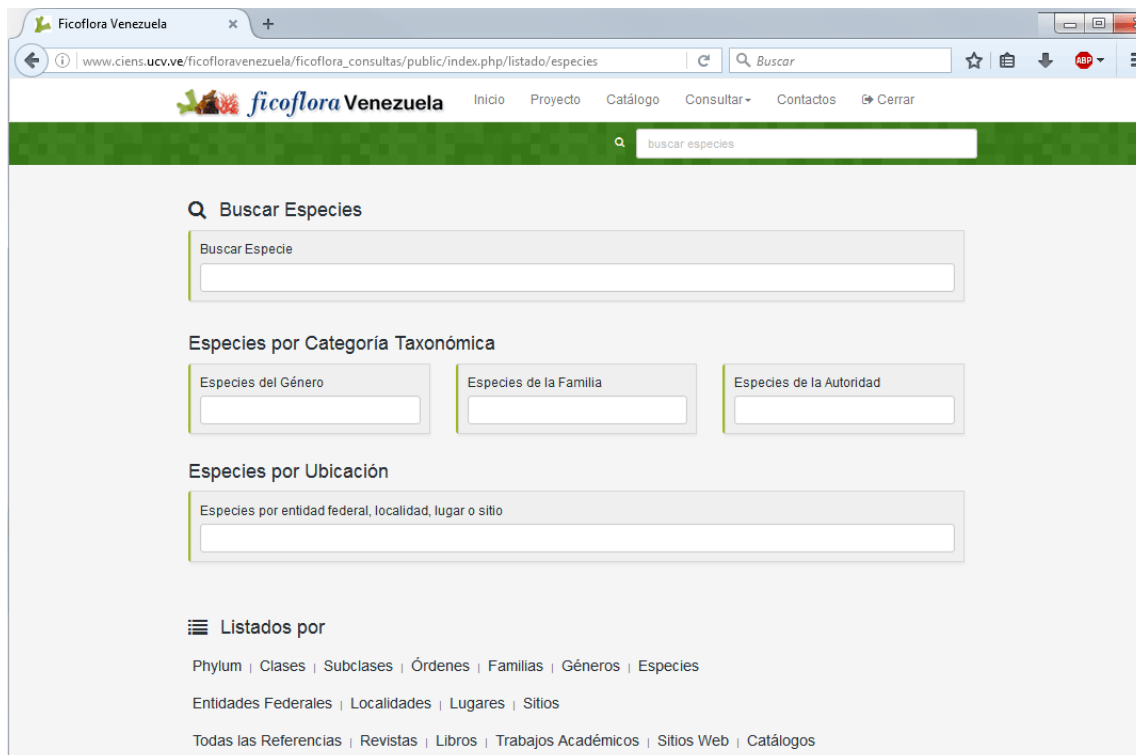 Ficoflora Venezuela
www.ciens.ucv.ve/ficofloravenezuela/ficoflora_consultas/public/index.php/listado/especies Buscar ABP
ficoflora Venezuela Inicio Proyecto Catálogo Consultar Contactos Cerrar
buscar especies
Buscar Especies
Buscar Especie
Especies por Categoría Taxonómica
Especies del Género Especies de la Familia Especies de la Autoridad
Especies por Ubicación
Especies por entidad federal, localidad, lugar o sitio
Listados por
Phylum | Clases | Subclases | Órdenes | Familias | Géneros | Especies
Entidades Federales | Localidades | Lugares | Sitios
Todas las Referencias | Revistas | Libros | Trabajos Académicos | Sitios Web | Catálogos